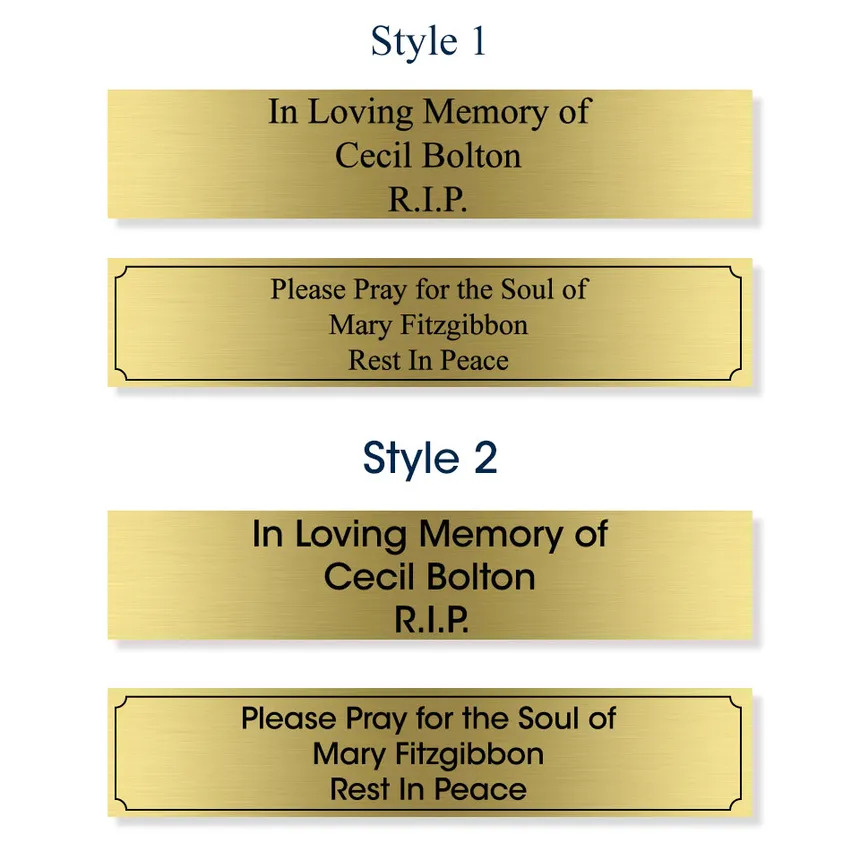 Style 1
In Loving Memory of
Cecil Bolton
R.I.P.
Please Pray for the Soul of
Mary Fitzgibbon
Rest In Peace
Style 2
In Loving Memory of
Cecil Bolton
R.I.P.
Please Pray for the Soul of
Mary Fitzgibbon
Rest In Peace